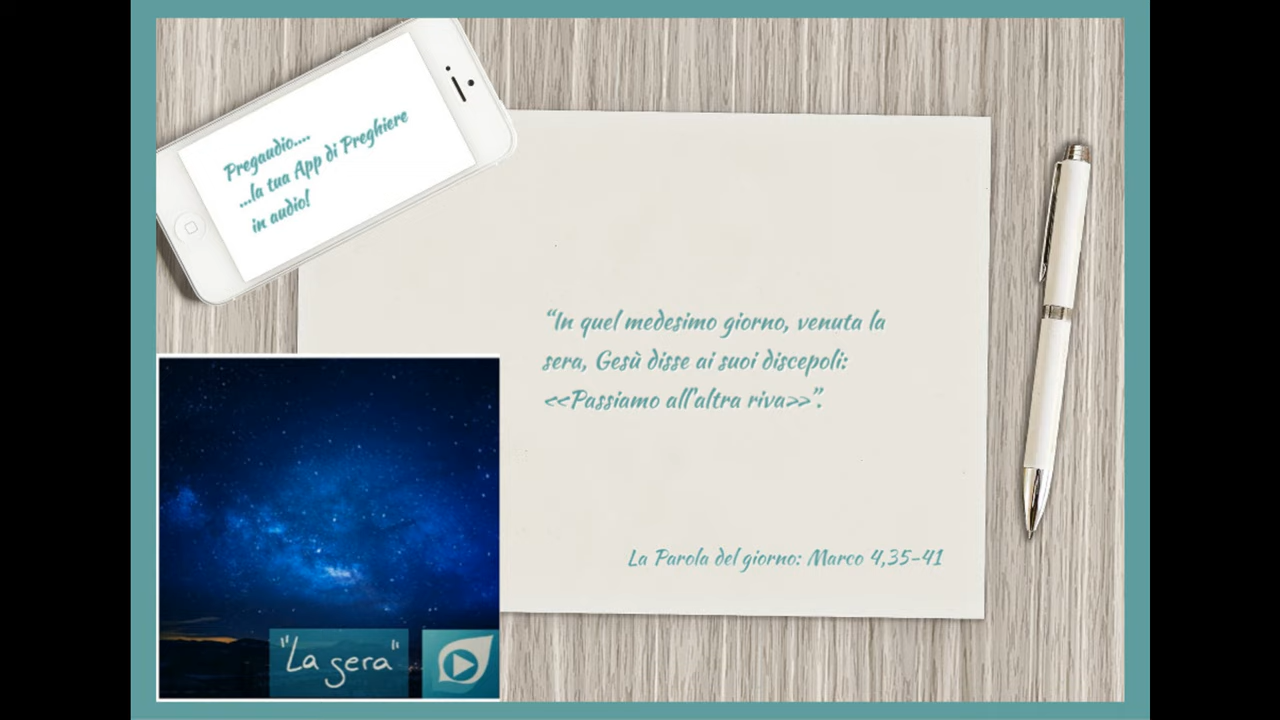 Pregaudio....
...la tua App di Preghiere
in audio!
“In quel medesimo giorno, venuta la
sera, Gesù disse ai suoi discepoli:
<<Passiamo all'altra riva>>”.
La Parola del giorno: Marco 4,35-41
"La sera"